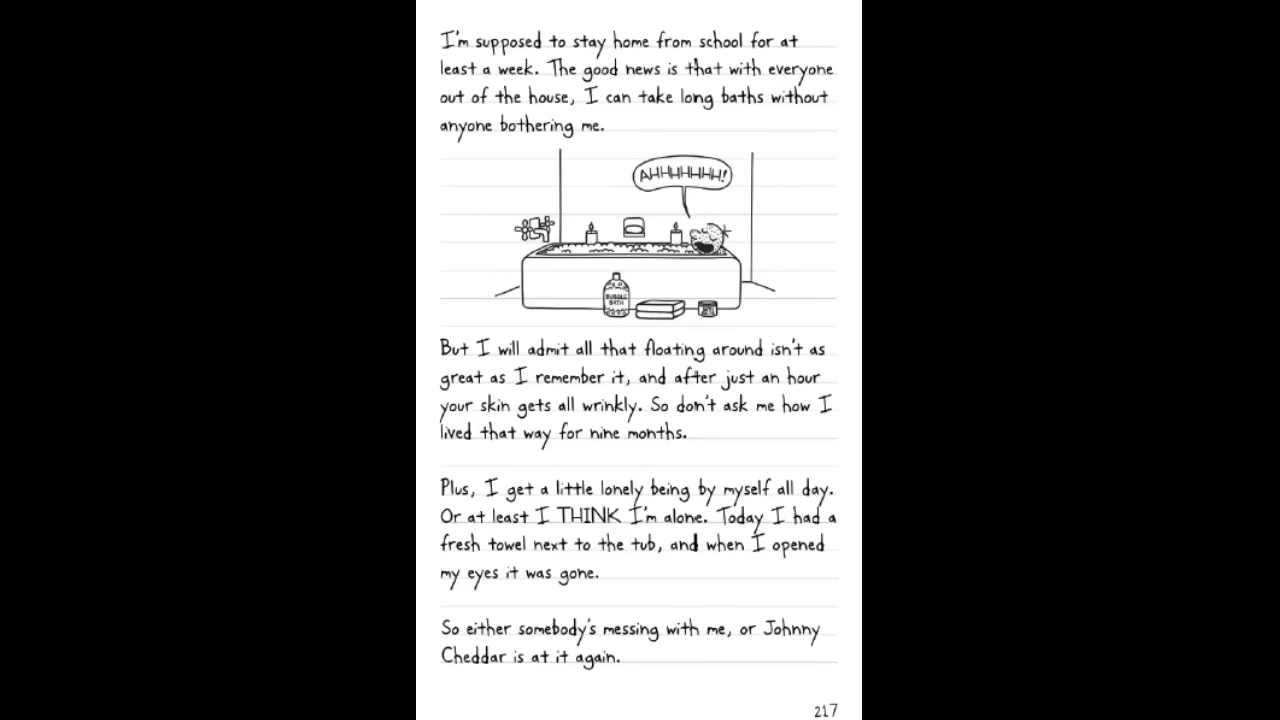 I'm supposed to stay home from school for at
least a week. The good news is that with everyone
out of the house, I can take long baths without
anyone bothering me.
AHHHHHHH!
BUBBLE
BATH
But I will admit all that floating around isn't as
great as I remember it, and after just an hour
your skin gets all wrinkly. So don't ask me how I
lived that way for nine months.
Plus, I get a little lonely being by myself all day.
Or at least I THINK I'm alone. Today I had a
fresh towel next to the tub, and when I opened
my eyes it was gone.
So either somebody's messing with me, or Johnny
Cheddar is at it again.
217